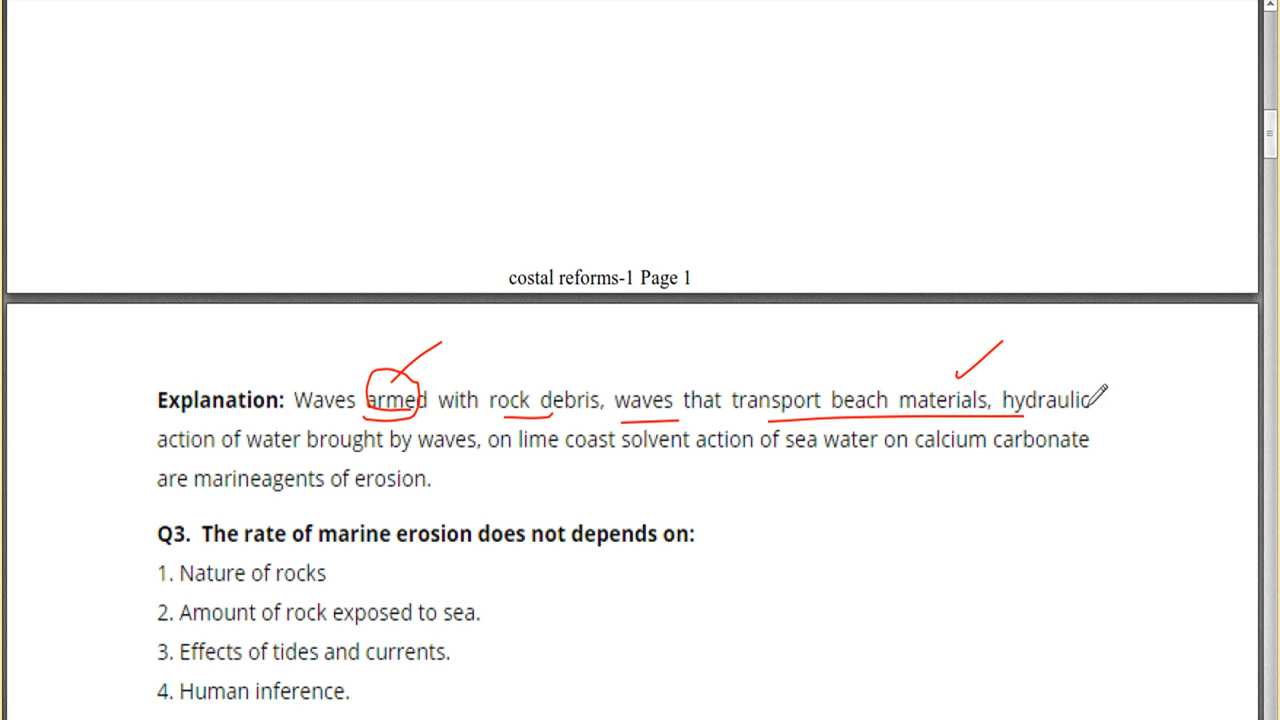 costal reforms-1 Page 1
Explanation: Waves armed with rock debris, waves that transport beach materials, hydraulic
action of water brought by waves, on lime coast solvent action of sea water on calcium carbonate
are marineagents of erosion.
Q3. The rate of marine erosion does not depends on:
1. Nature of rocks
2. Amount of rock exposed to sea.
3. Effects of tides and currents.
4. Human inference.